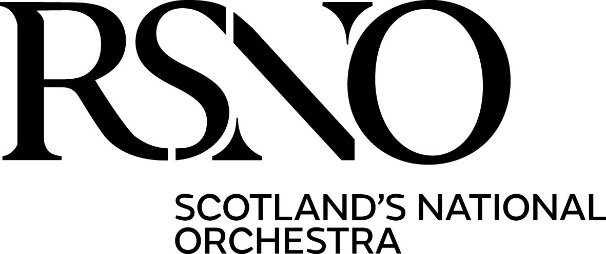 RSNO
SCOTLAND'S NATIONAL
ORCHESTRA